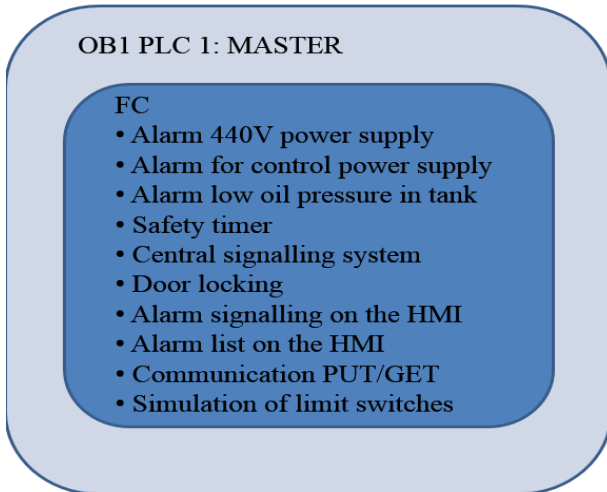 OB1 PLC 1: MASTER
FC
• Alarm 440V power supply
• Alarm for control power supply
• Alarm low oil pressure in tank
• Safety timer
• Central signalling system
• Door locking
• Alarm signalling on the HMI
• Alarm list on the HMI
• Communication PUT/GET
• Simulation of limit switches